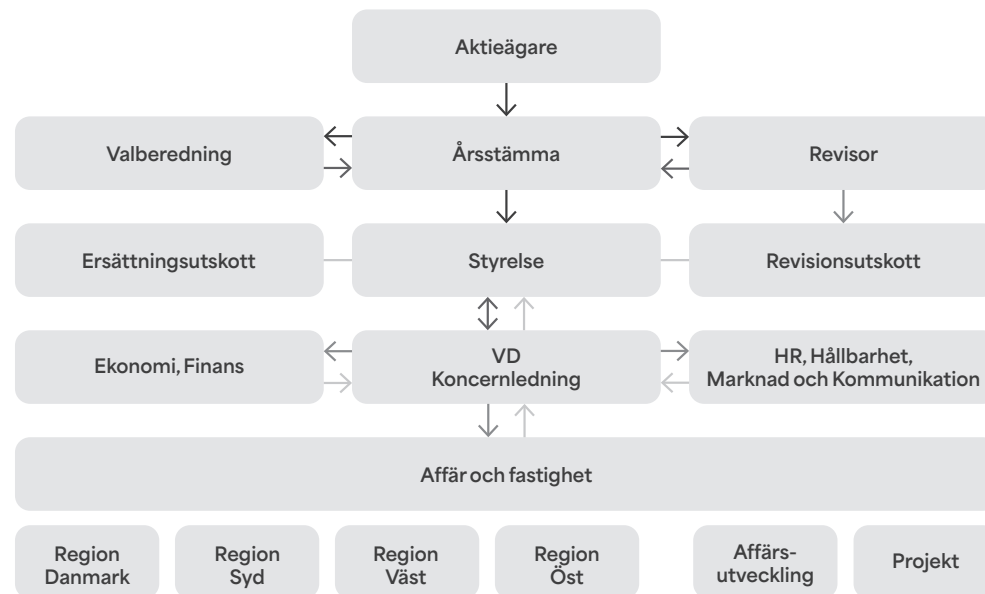 Aktieägare
Valberedning
Årsstämma
Revisor
Ersättningsutskott
Styrelse
Revisionsutskott
Ekonomi, Finans
VD
Koncernledning
HR, Hållbarhet,
Marknad och Kommunikation
Affär och fastighet
Region
Danmark
Region
Syd
Region
Väst
Region
Öst
Affärs-
utveckling
Projekt